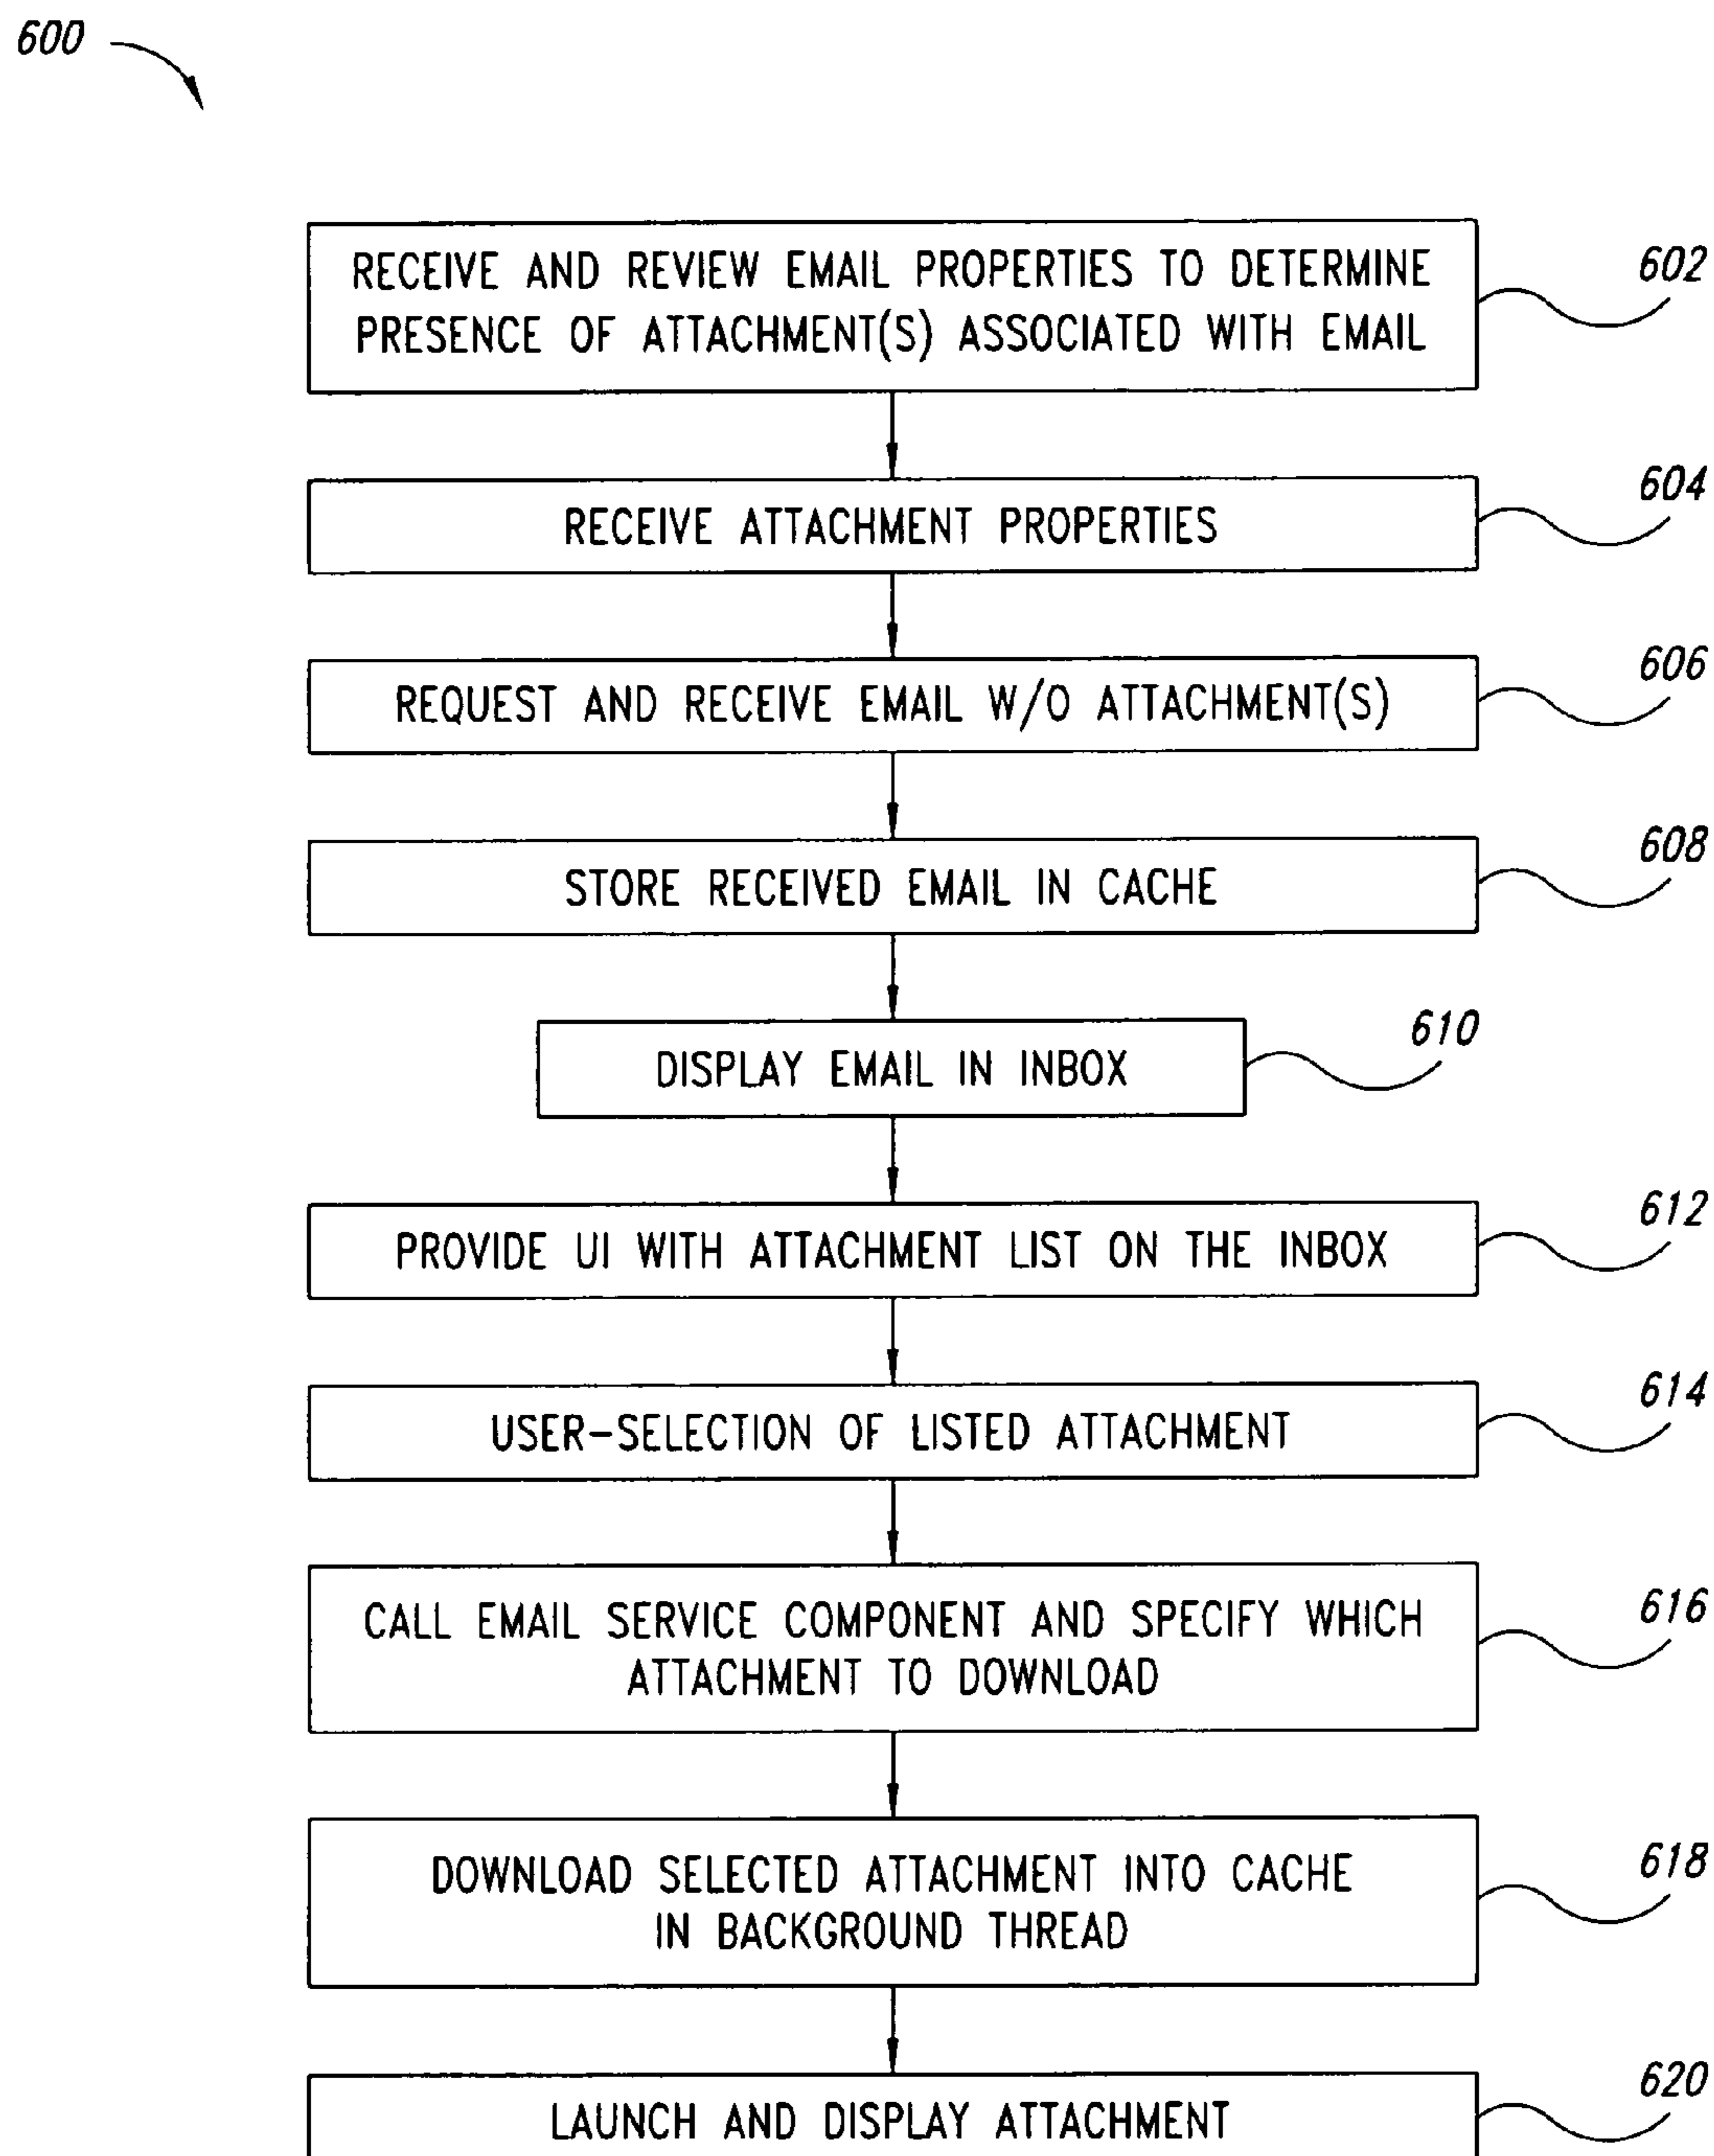 600
RECEIVE AND REVIEW EMAIL PROPERTIES TO DETERMINE
PRESENCE OF ATTACHMENT(S) ASSOCIATED WITH EMAIL
602
RECEIVE ATTACHMENT PROPERTIES
604
REQUEST AND RECEIVE EMAIL W/O ATTACHMENT(S)
606
STORE RECEIVED EMAIL IN CACHE
608
DISPLAY EMAIL IN INBOX
610
PROVIDE UI WITH ATTACHMENT LIST ON THE INBOX
612
USER-SELECTION OF LISTED ATTACHMENT
614
CALL EMAIL SERVICE COMPONENT AND SPECIFY WHICH
ATTACHMENT TO DOWNLOAD
616
DOWNLOAD SELECTED ATTACHMENT INTO CACHE
IN BACKGROUND THREAD
618
LAUNCH AND DISPLAY ATTACHMENT
620